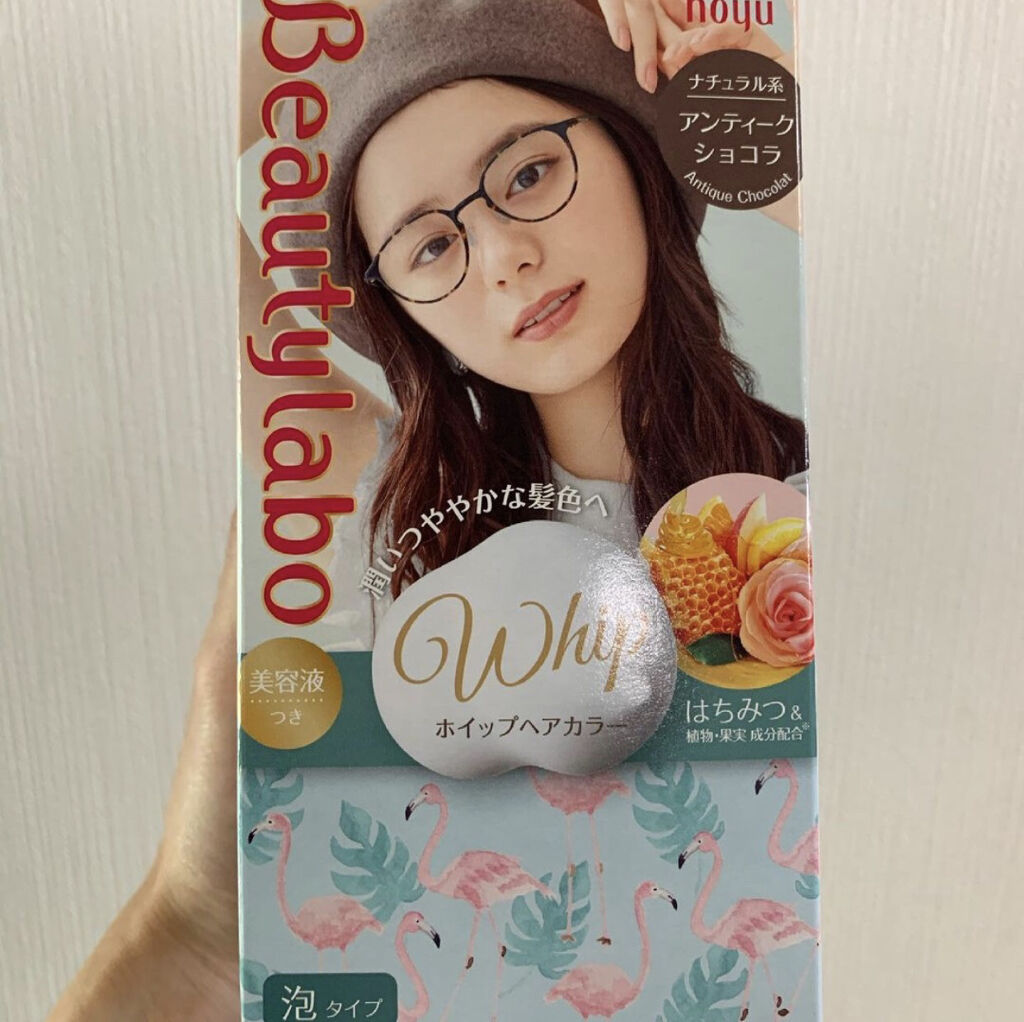 hoyu
Beautylabo
ナチュラル系
アンティーク
ショコラ
Antique Chocolat
潤いつややかな髪色へ
Whip
ホイップヘアカラー
美容液
つき
はちみつ&
植物・果実 成分配合※
泡 タイプ